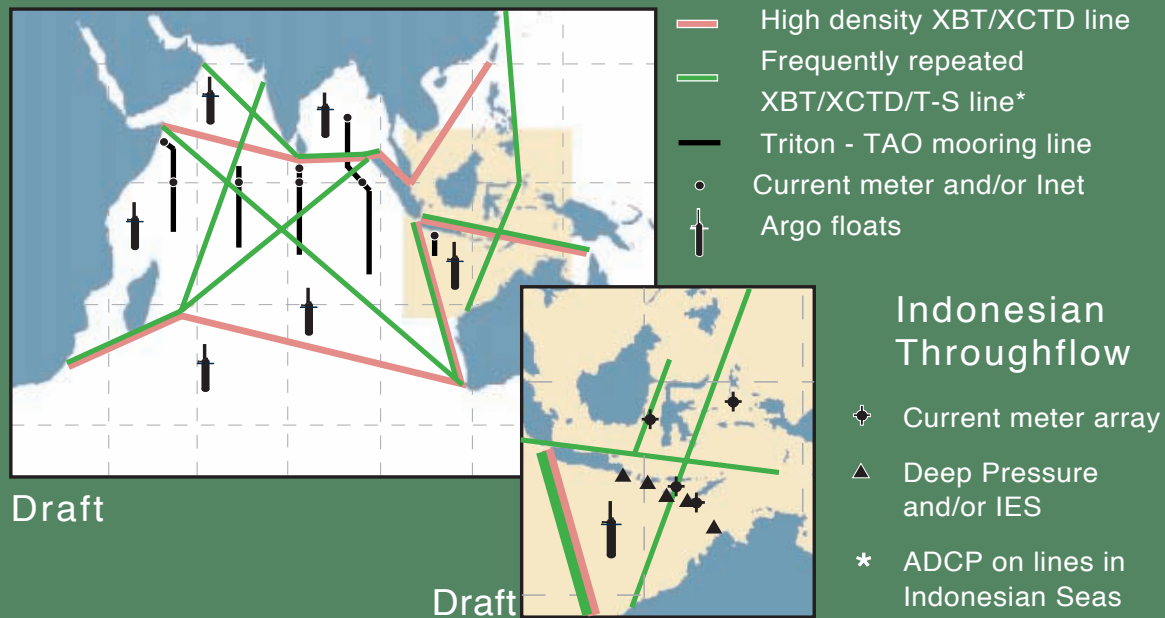 High density XBT/XCTD line
Frequently repeated
XBT/XCTD/T-S line*
Triton - TAO mooring line
Current meter and/or Inet
Argo floats
Draft
Indonesian
Throughflow
Current meter array
Deep Pressure
and/or IES
* ADCP on lines in
Indonesian Seas
Draft